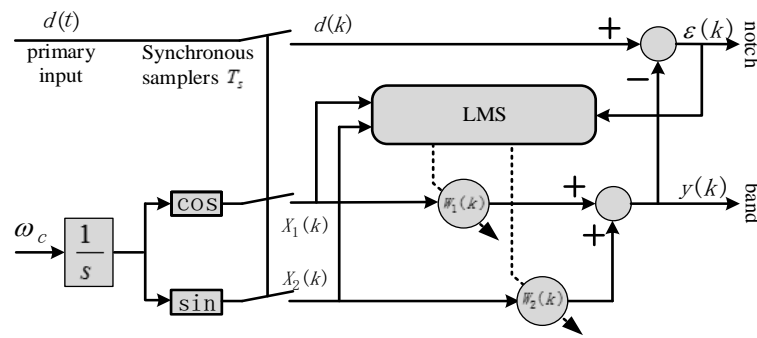 d(t)
primary
input
Synchronous
samplers T_s
d(k)
+
ε(k)
notch
−
LMS
cos
X_1(k)
W_1(k)
+
y(k)
band
+
ω_c
1
s
sin
X_2(k)
W_2(k)